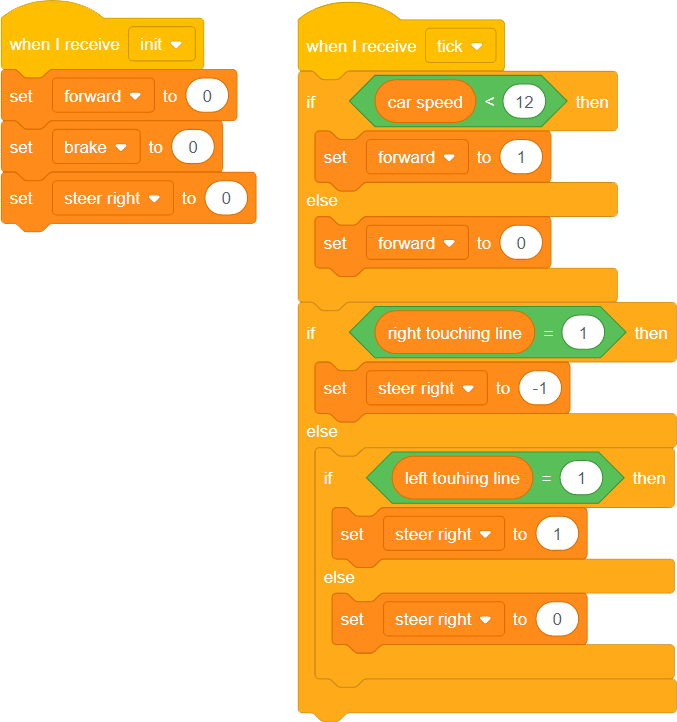 when I receive init
set forward to 0
set brake to 0
set steer right to 0
when I receive tick
if car speed < 12 then
set forward to 1
else
set forward to 0
if right touching line = 1 then
set steer right to -1
else
if left touhing line = 1 then
set steer right to 1
else
set steer right to 0